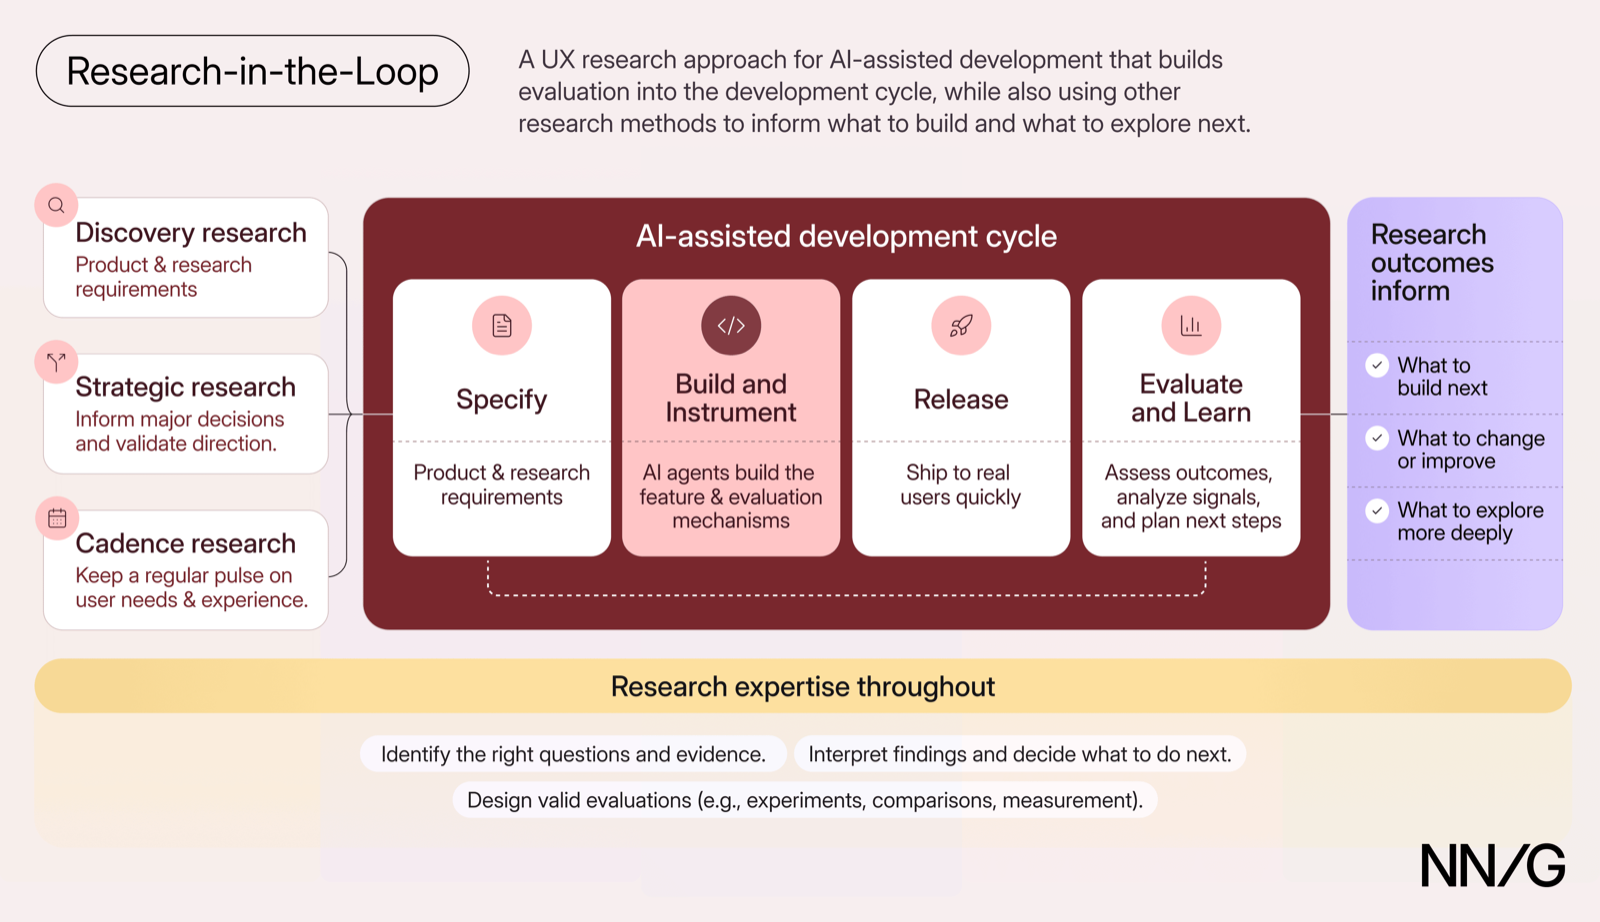 Research-in-the-Loop
A UX research approach for AI-assisted development that builds
evaluation into the development cycle, while also using other
research methods to inform what to build and what to explore next.
Discovery research
Product & research
requirements
Strategic research
Inform major decisions
and validate direction.
Cadence research
Keep a regular pulse on
user needs & experience.
AI-assisted development cycle
Specify
Product & research
requirements
</>
Build and
Instrument
AI agents build the
feature & evaluation
mechanisms
Release
Ship to real
users quickly
Evaluate
and Learn
Assess outcomes,
analyze signals,
and plan next steps
Research
outcomes
inform
What to
build next
What to change
or improve
What to explore
more deeply
Research expertise throughout
Identify the right questions and evidence.
Interpret findings and decide what to do next.
Design valid evaluations (e.g., experiments, comparisons, measurement).
NN/G